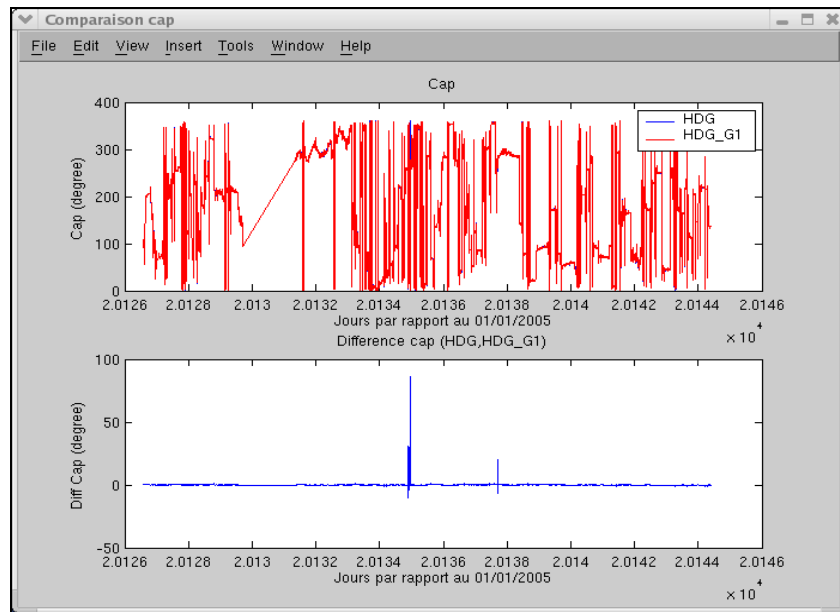 Comparaison cap
File Edit View Insert Tools Window Help
Cap
400
300
200
100
0
Cap (degree)
HDG
HDG_G1
2.0126 2.0128 2.013 2.0132 2.0134 2.0136 2.0138 2.014 2.0142 2.0144 2.0146
Jours par rapport au 01/01/2005
× 10 4
Difference cap (HDG,HDG_G1)
100
50
0
-50
Diff Cap (degree)
2.0126 2.0128 2.013 2.0132 2.0134 2.0136 2.0138 2.014 2.0142 2.0144 2.0146
Jours par rapport au 01/01/2005
× 10 4